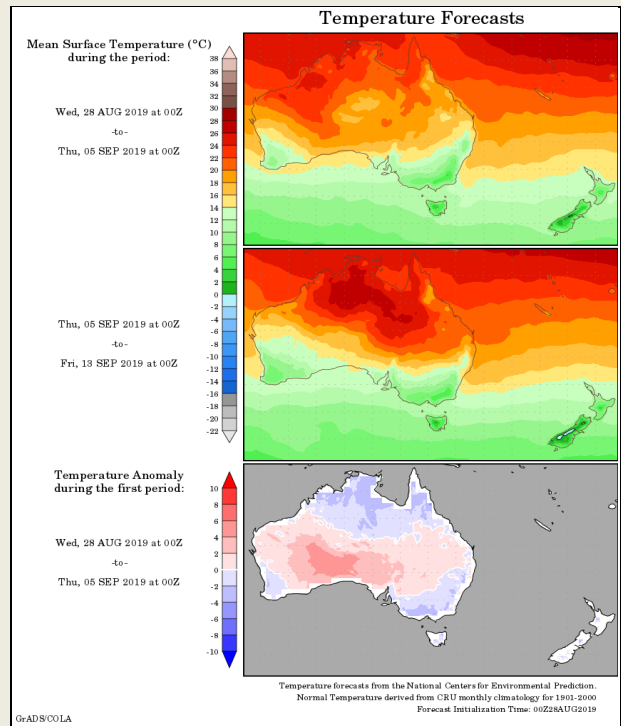 Temperature Forecasts
Mean Surface Temperature (°C)
during the period:
Wed, 28 AUG 2019 at 00Z
-to-
Thu, 05 SEP 2019 at 00Z
38
36
34
32
30
28
26
24
22
20
18
16
14
12
10
8
6
4
2
0
-2
-4
-6
-8
-10
-12
-14
-16
-18
-20
-22
Thu, 05 SEP 2019 at 00Z
-to-
Fri, 13 SEP 2019 at 00Z
Temperature Anomaly
during the first period:
Wed, 28 AUG 2019 at 00Z
-to-
Thu, 05 SEP 2019 at 00Z
10
8
6
4
2
0
-2
-4
-6
-8
-10
Temperature forecasts from the National Centers for Environmental Prediction.
Normal Temperature derived from CRU monthly climatology for 1901-2000
Forecast Initialization Time: 00Z28AUG2019
GrADS/COLA